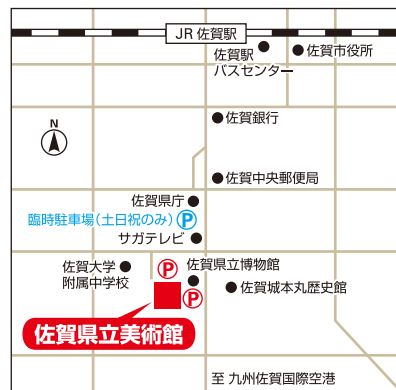 JR 佐賀駅
佐賀駅
バスセンター
佐賀市役所
佐賀銀行
N
佐賀中央郵便局
佐賀県庁
臨時駐車場(土日祝のみ) P
サガテレビ
佐賀大学
附属中学校
P
佐賀県立博物館
P
佐賀城本丸歴史館
佐賀県立美術館
至 九州佐賀国際空港